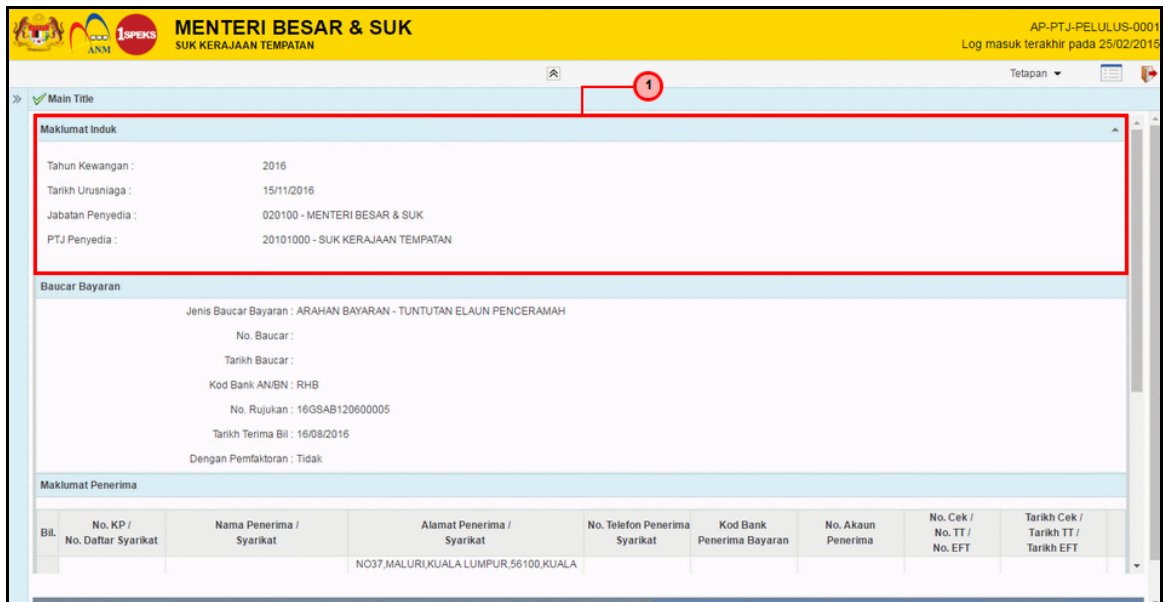 ANM
1SPEKS
MENTERI BESAR & SUK
SUK KERAJAAN TEMPATAN
AP-PTJ-PELULUS-0001
Log masuk terakhir pada 25/02/2015
Tetapan
1
Main Title
Maklumat Induk
Tahun Kewangan : 2016
Tarikh Urusniaga : 15/11/2016
Jabatan Penyedia : 020100 - MENTERI BESAR & SUK
PTJ Penyedia : 20101000 - SUK KERAJAAN TEMPATAN
Baucar Bayaran
Jenis Baucar Bayaran : ARAHAN BAYARAN - TUNTUTAN ELAUN PENCERAMAH
No. Baucar :
Tarikh Baucar :
Kod Bank AN/BN : RHB
No. Rujukan : 16GSAB120600005
Tarikh Terima Bil : 16/08/2016
Dengan Pemfaktoran : Tidak
Maklumat Penerima
Bil. No. KP / No. Daftar Syarikat Nama Penerima / Syarikat Alamat Penerima / Syarikat No. Telefon Penerima Syarikat Kod Bank Penerima Bayaran No. Akaun Penerima No. Cek / No. TT / No. EFT Tarikh Cek / Tarikh TT / Tarikh EFT
NO37,MALURI,KUALA LUMPUR,56100,KUALA